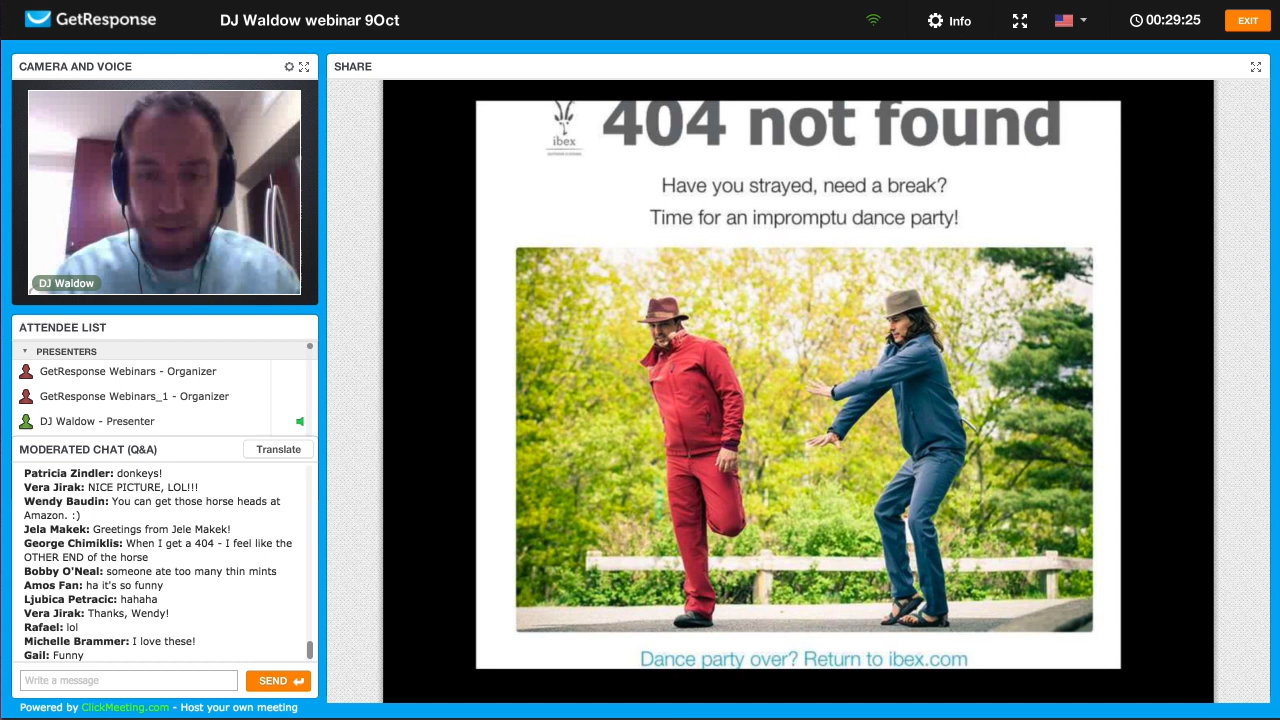 GetResponse
DJ Waldow webinar 9Oct
Info
00:29:25
EXIT
CAMERA AND VOICE
DJ Waldow
ATTENDEE LIST
PRESENTERS
GetResponse Webinars - Organizer
GetResponse Webinars_1 - Organizer
DJ Waldow - Presenter
MODERATED CHAT (Q&A)
Translate
Patricia Zindler: donkeys!
Vera Jirak: NICE PICTURE, LOL!!!
Wendy Baudin: You can get those horse heads at
Amazon. :)
Jela Makek: Greetings from Jele Makek!
George Chimiklis: When I get a 404 - I feel like the
OTHER END of the horse
Bobby O'Neal: someone ate too many thin mints
Amos Fan: ha it's so funny
Ljubica Petracic: hahaha
Vera Jirak: Thanks, Wendy!
Rafael: lol
Michelle Brammer: I love these!
Gail: Funny
Write a message
SEND
Powered by ClickMeeting.com - Host your own meeting
SHARE
ibex
404 not found
Have you strayed, need a break?
Time for an impromptu dance party!
Dance party over? Return to ibex.com